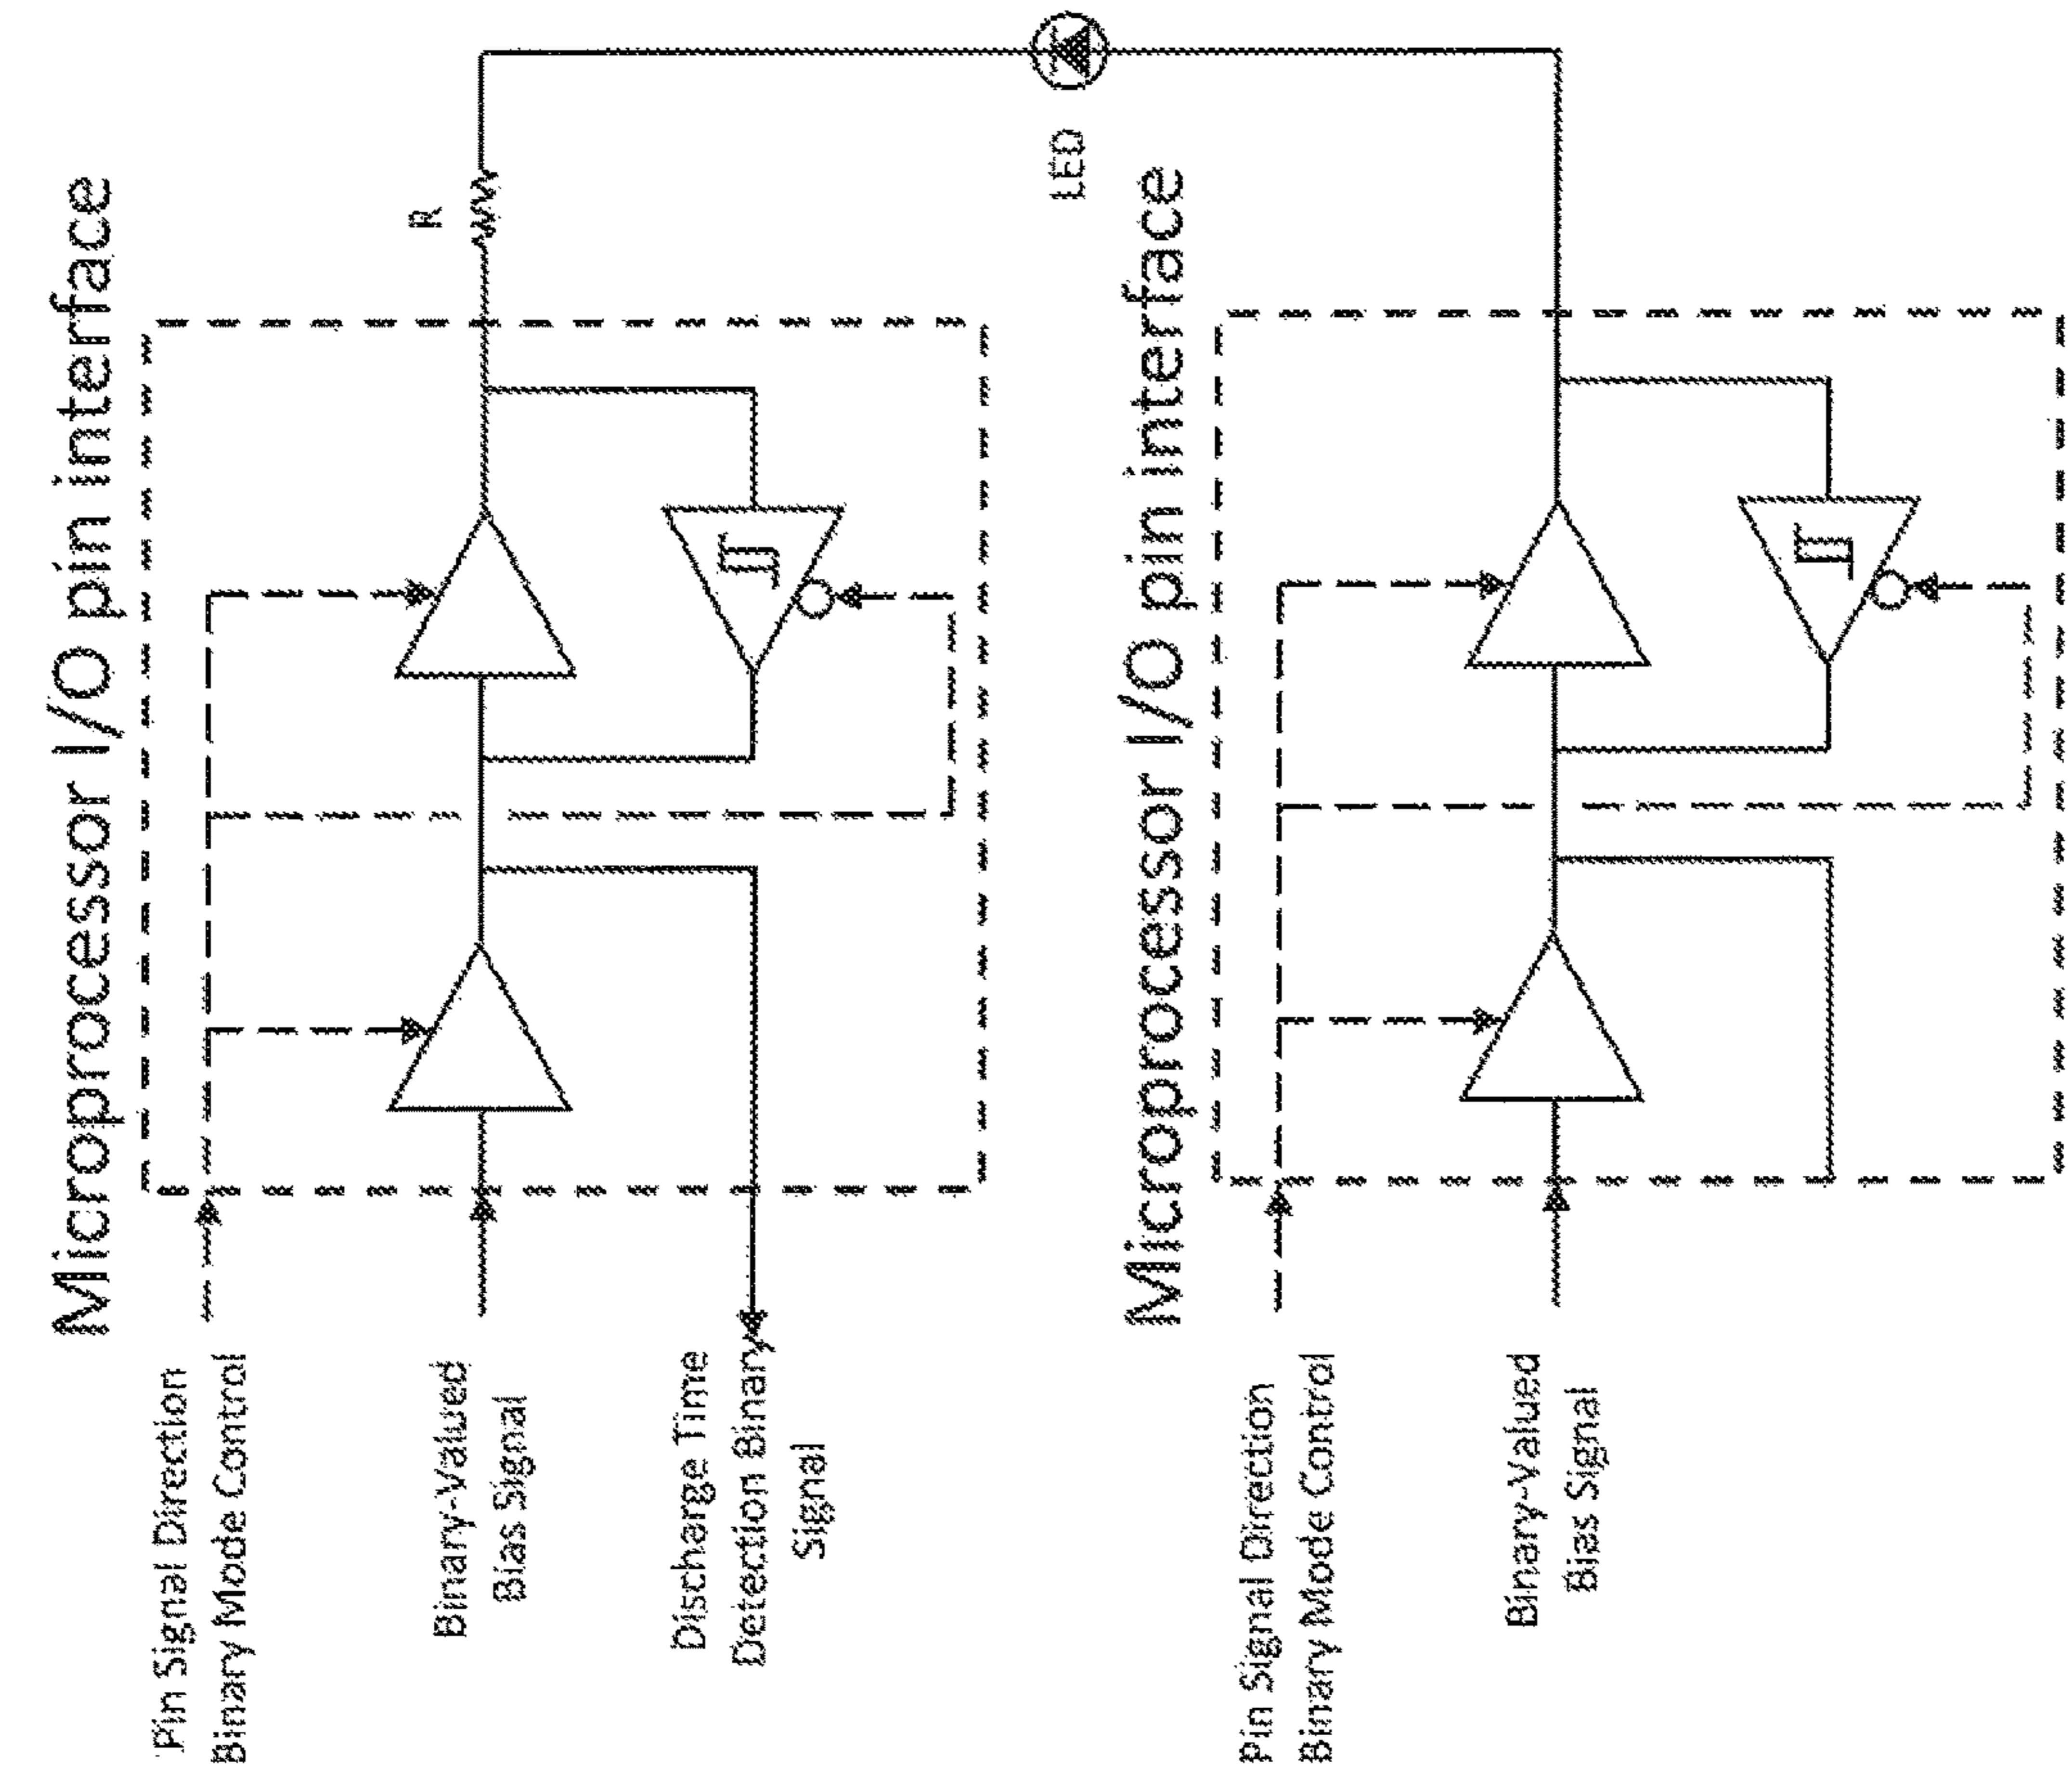 Microprocessor I/O pin interface
Pin Signal Direction
Binary Mode Control
Binary-Valued
Bias Signal
Discharge Time
Detection Binary
Signal
R
LED
Microprocessor I/O pin interface
Pin Signal Direction
Binary Mode Control
Binary-Valued
Bias Signal